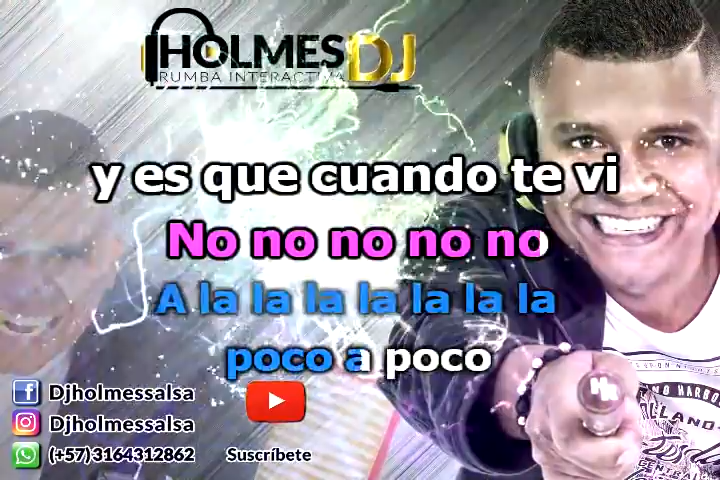 HOLMES DJ
RUMBA INTERACTIVA
y es que cuando te vi
No no no no no
A la la la la la la la
poco a poco
Djholmessalsa
Djholmessalsa
(+57)3164312862
Suscríbete